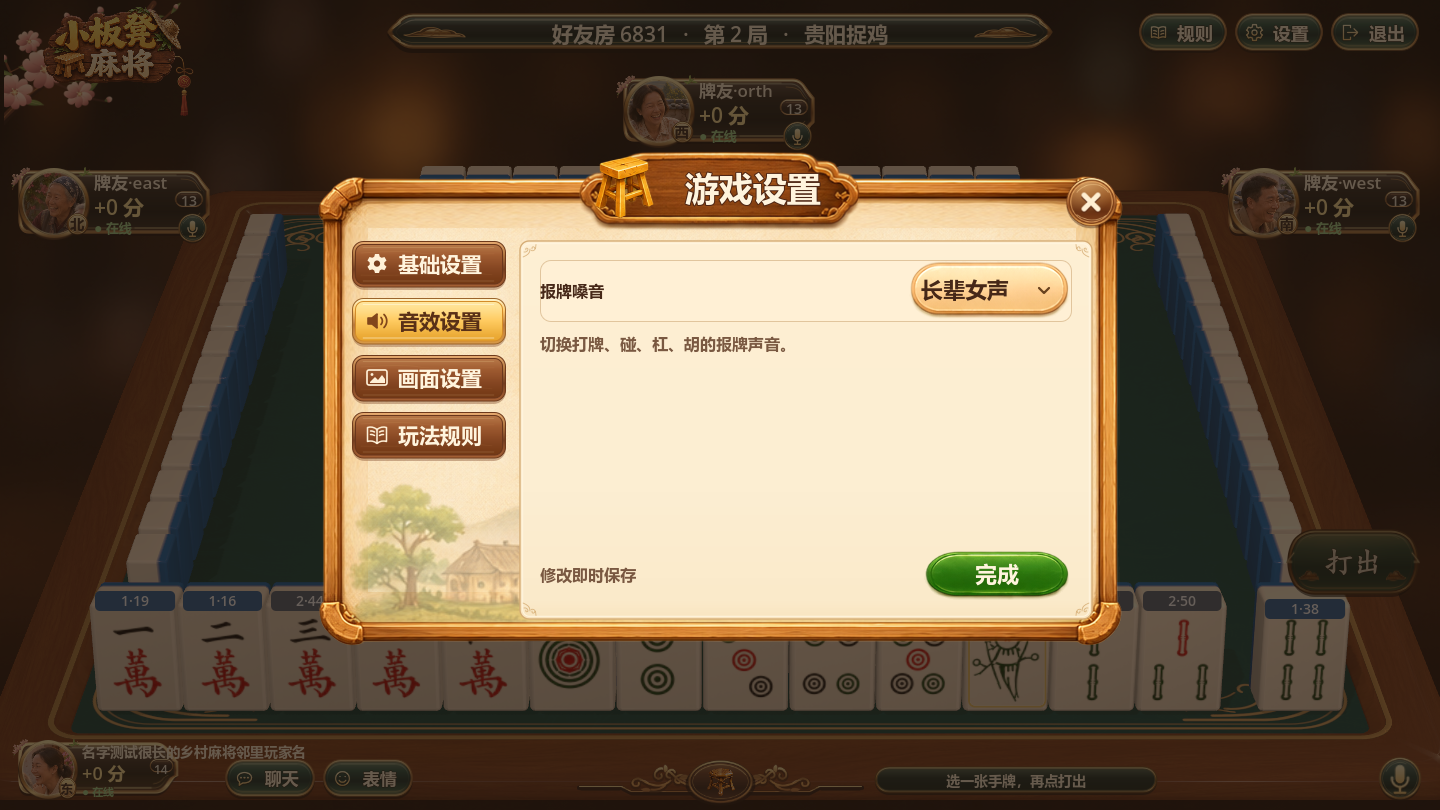 小板凳
麻将
好友房 6831 · 第 2 局 · 贵阳捉鸡
规则
设置
退出
牌友·orth
+0 分
13
西
在线
牌友·east
+0 分
13
北
在线
牌友·west
+0 分
13
南
在线
游戏设置
基础设置
音效设置
画面设置
玩法规则
报牌嗓音
长辈女声
切换打牌、碰、杠、胡的报牌声音。
修改即时保存
完成
打出
1·19
1·16
2·44
2·50
1·38
一
二
三
萬
萬
萬
萬
萬
名字测试很长的乡村麻将邻里玩家名
+0 分
14
东
在线
聊天
表情
选一张手牌，再点打出